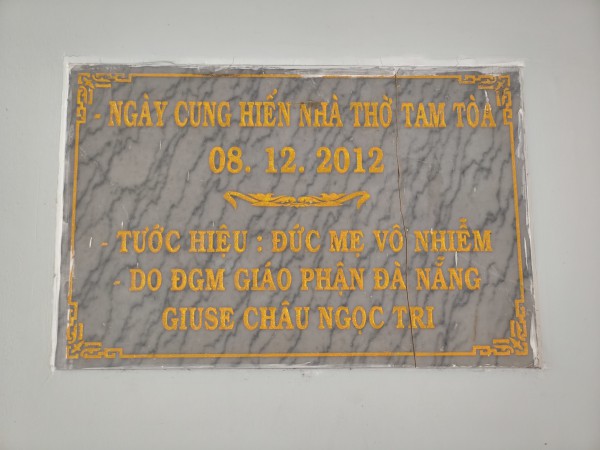 - NGÀY CUNG HIẾN NHÀ THỜ TAM TÒA
08. 12. 2012
- TƯỚC HIỆU : ĐỨC MẸ VÔ NHIỄM
- DO ĐGM GIÁO PHẬN ĐÀ NẴNG
GIUSE CHÂU NGỌC TRI